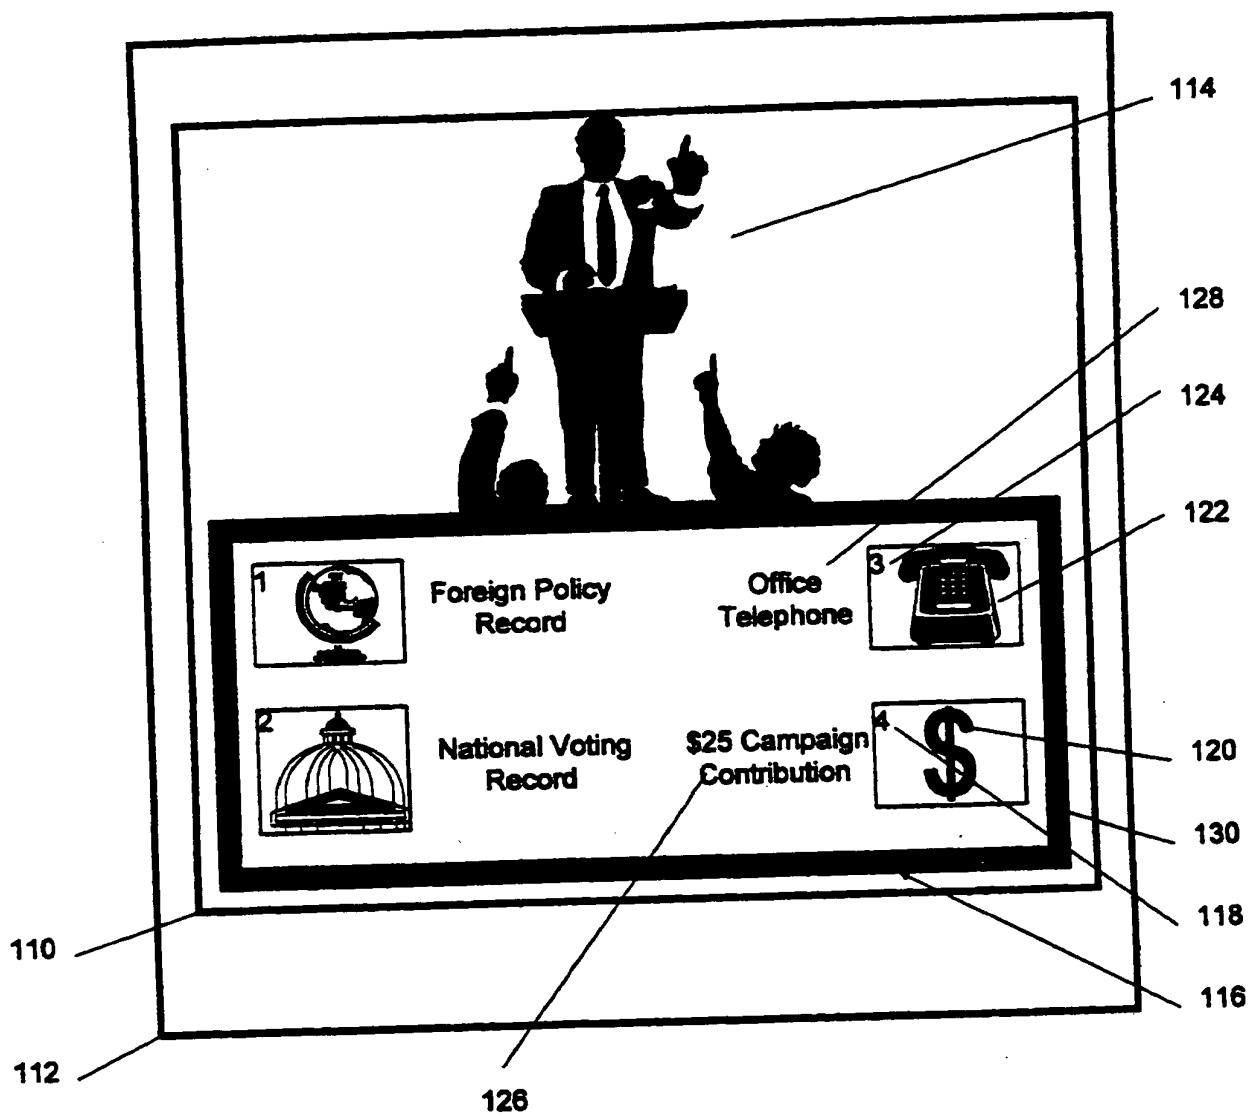 114
128
124
122
1
Foreign Policy
Record
Office
Telephone
3
2
National Voting
Record
$25 Campaign
Contribution
4
120
130
118
116
110
112
126